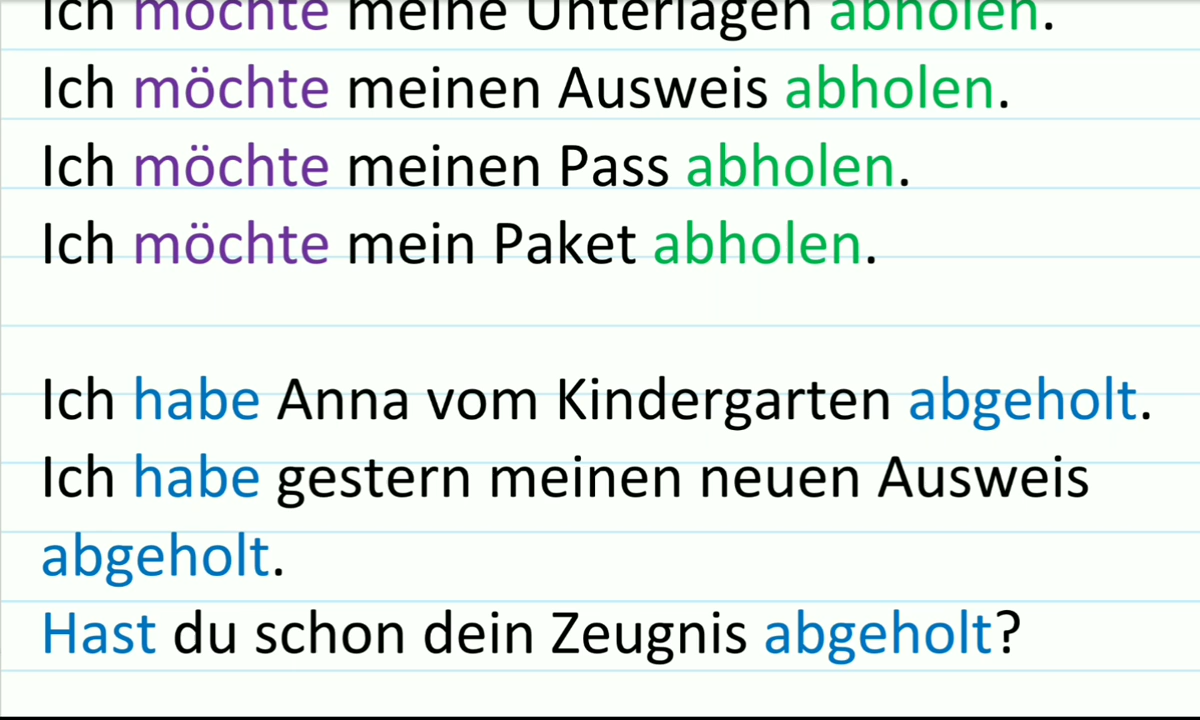 Ich möchte meine Unterlagen abholen.
Ich möchte meinen Ausweis abholen.
Ich möchte meinen Pass abholen.
Ich möchte mein Paket abholen.
Ich habe Anna vom Kindergarten abgeholt.
Ich habe gestern meinen neuen Ausweis
abgeholt.
Hast du schon dein Zeugnis abgeholt?